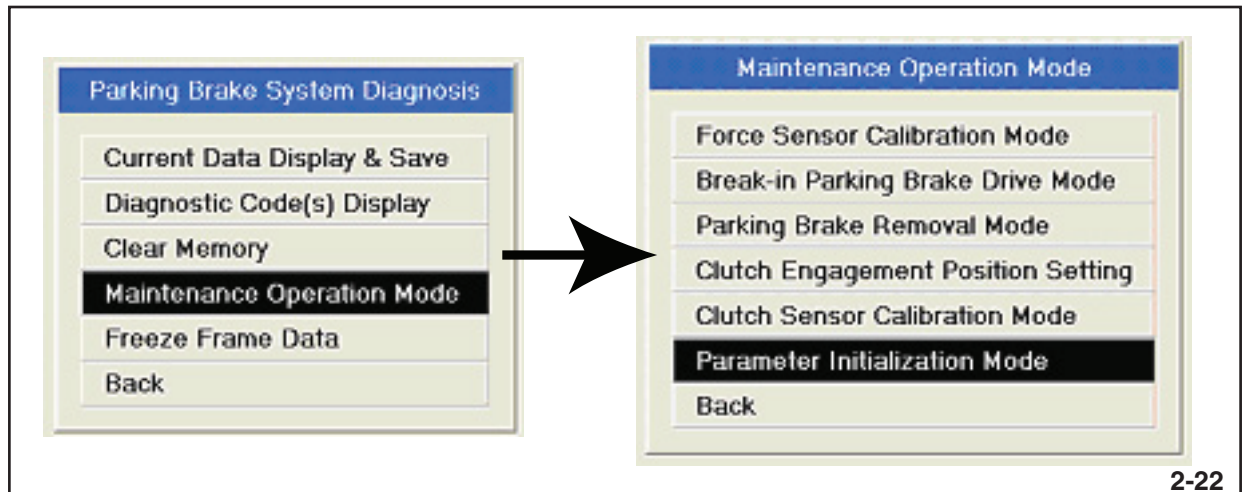 Parking Brake System Diagnosis
Current Data Display & Save
Diagnostic Code(s) Display
Clear Memory
Maintenance Operation Mode
Freeze Frame Data
Back
Maintenance Operation Mode
Force Sensor Calibration Mode
Break-in Parking Brake Drive Mode
Parking Brake Removal Mode
Clutch Engagement Position Setting
Clutch Sensor Calibration Mode
Parameter Initialization Mode
Back
2-22